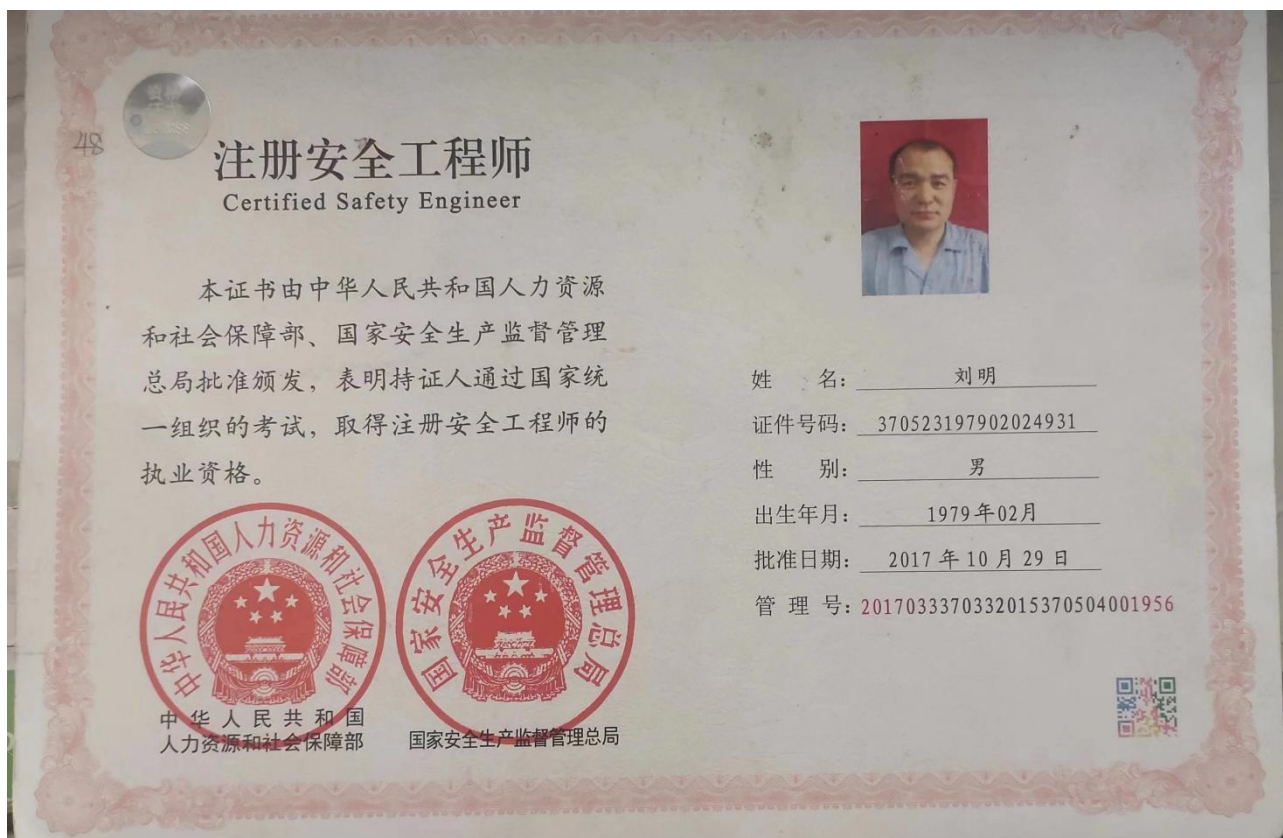 48
注册安全工程师
Certified Safety Engineer
本证书由中华人民共和国人力资源
和社会保障部、国家安全生产监督管理
总局批准颁发，表明持证人通过国家统
一组织的考试，取得注册安全工程师的
执业资格。
中华人民共和国人力资源和社会保障部
国家安全生产监督管理总局
中华人民共和国
人力资源和社会保障部
国家安全生产监督管理总局
姓 名：刘明
证件号码：370523197902024931
性 别：男
出生年月：1979年02月
批准日期：2017年10月29日
管 理 号：2017033370332015370504001956